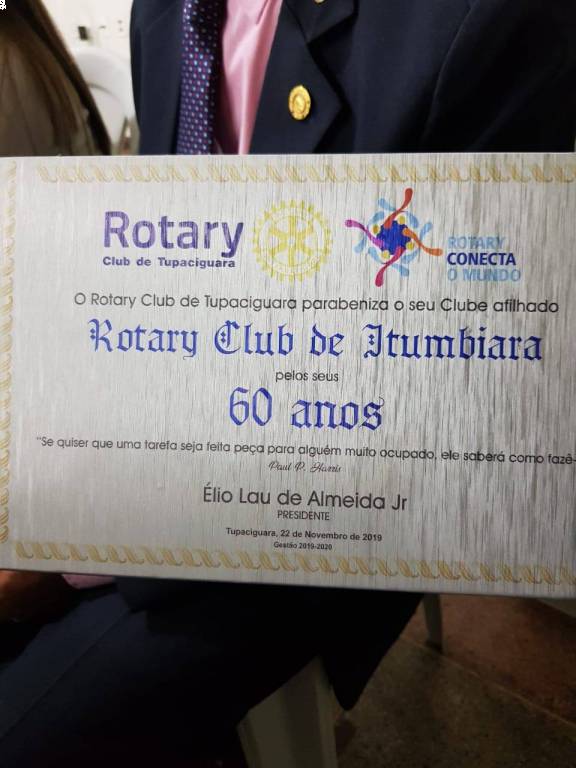 Rotary
Club de Tupaciguara
ROTARY
CONECTA
O MUNDO
O Rotary Club de Tupaciguara parabeniza o seu Clube afilhado
Rotary Club de Itumbiara
pelos seus
60 anos
"Se quiser que uma tarefa seja feita peça para alguém muito ocupado, ele saberá como fazê-
Paul P. Harris
Élio Lau de Almeida Jr
PRESIDENTE
Tupaciguara, 22 de Novembro de 2019
Gestão 2019-2020